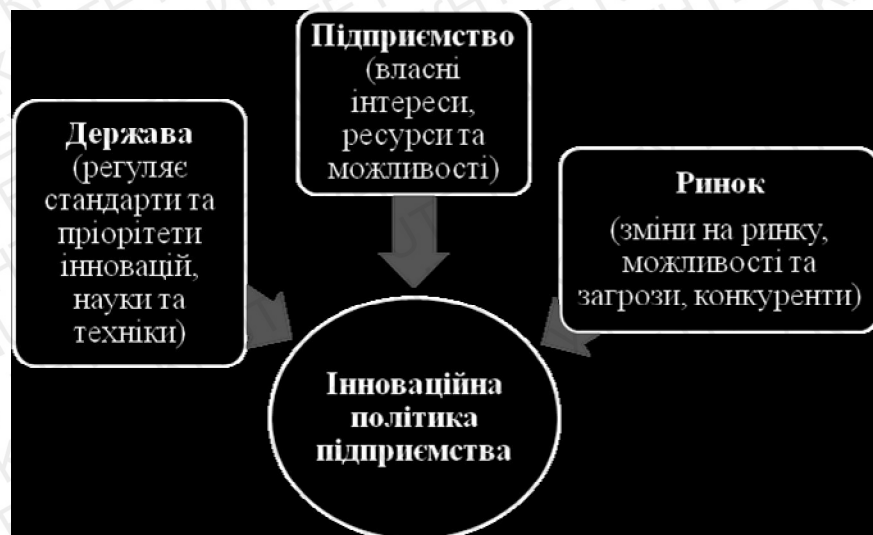 Підприємство
(власні
інтереси,
ресурси та
можливості)
Держава
(регуляє
стандарти та
пріорітети
інновацій,
науки та
техніки)
Ринок
(зміни на ринку,
можливості та
загрози, конкуренти)
Інноваційна
політика
підприємства